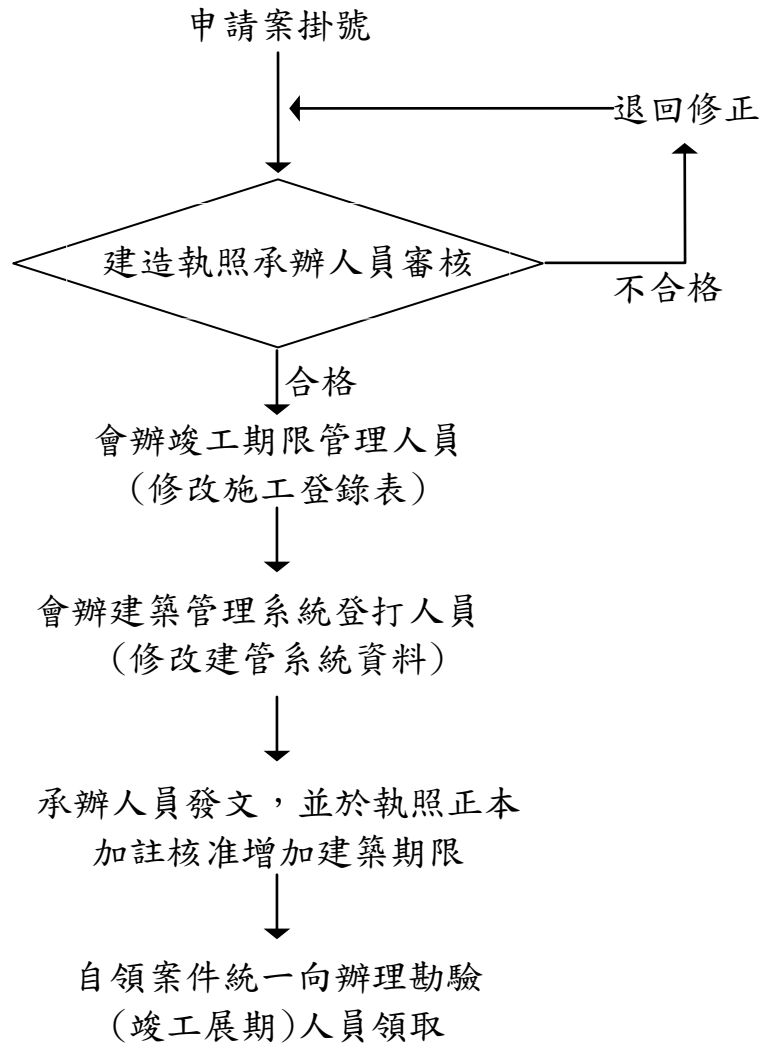 申請案掛號
退回修正
建造執照承辦人員審核
不合格
合格
會辦竣工期限管理人員
(修改施工登錄表)
會辦建築管理系統登打人員
(修改建管系統資料)
承辦人員發文，並於執照正本
加註核准增加建築期限
自領案件統一向辦理勘驗
(竣工展期)人員領取